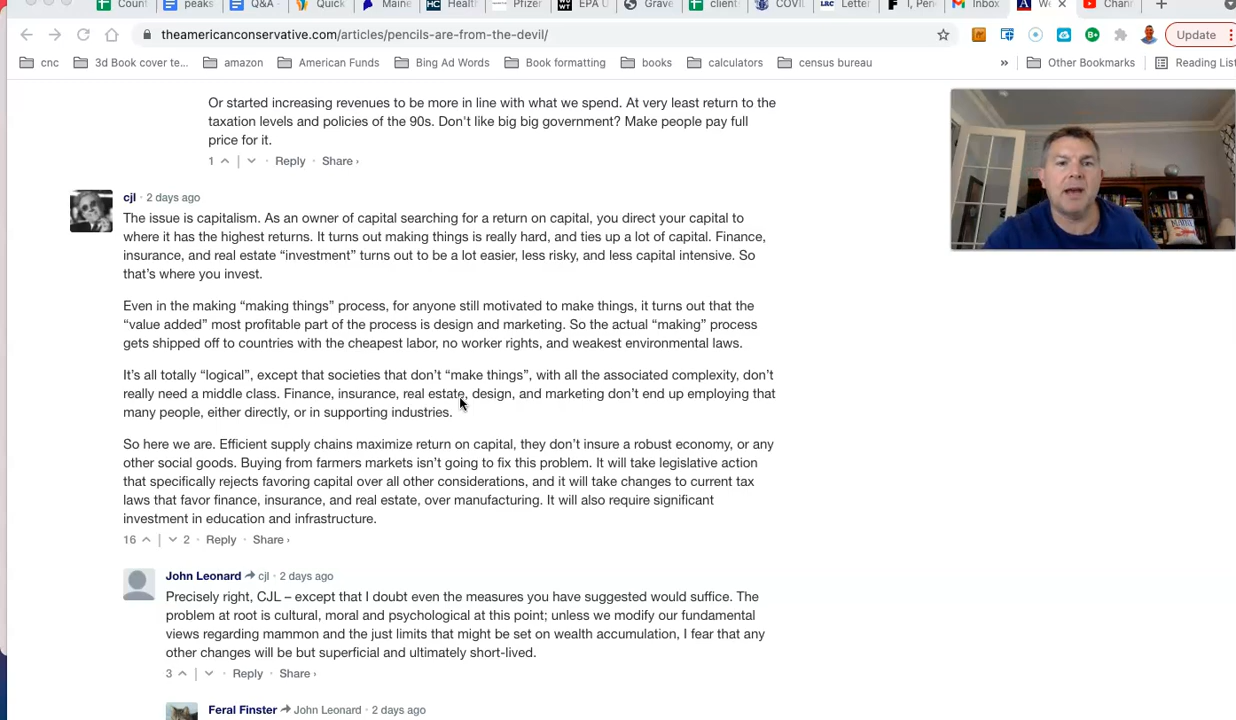 Count
peaks
Q&A -
Quick
Maine
HC Healt
Pfizer
EPA U
Grave
client
COVI
L&C Letter
I, Per
Inbox
We
Chan
theamericanconservative.com/articles/pencils-are-from-the-devil/
Update
cnc
3d Book cover te...
amazon
American Funds
Bing Ad Words
Book formatting
books
calculators
census bureau
»
Other Bookmarks
Reading List
Or started increasing revenues to be more in line with what we spend. At very least return to the
taxation levels and policies of the 90s. Don't like big big government? Make people pay full
price for it.
1 | · Reply · Share ›
cjl · 2 days ago
The issue is capitalism. As an owner of capital searching for a return on capital, you direct your capital to
where it has the highest returns. It turns out making things is really hard, and ties up a lot of capital. Finance,
insurance, and real estate “investment” turns out to be a lot easier, less risky, and less capital intensive. So
that’s where you invest.
Even in the making “making things” process, for anyone still motivated to make things, it turns out that the
“value added” most profitable part of the process is design and marketing. So the actual “making” process
gets shipped off to countries with the cheapest labor, no worker rights, and weakest environmental laws.
It’s all totally “logical”, except that societies that don’t “make things”, with all the associated complexity, don’t
really need a middle class. Finance, insurance, real estate, design, and marketing don’t end up employing that
many people, either directly, or in supporting industries.
So here we are. Efficient supply chains maximize return on capital, they don’t insure a robust economy, or any
other social goods. Buying from farmers markets isn’t going to fix this problem. It will take legislative action
that specifically rejects favoring capital over all other considerations, and it will take changes to current tax
laws that favor finance, insurance, and real estate, over manufacturing. It will also require significant
investment in education and infrastructure.
16 | 2 · Reply · Share ›
John Leonard cjl · 2 days ago
Precisely right, CJL – except that I doubt even the measures you have suggested would suffice. The
problem at root is cultural, moral and psychological at this point; unless we modify our fundamental
views regarding mammon and the just limits that might be set on wealth accumulation, I fear that any
other changes will be but superficial and ultimately short-lived.
3 | · Reply · Share ›
Feral Finster John Leonard · 2 days ago